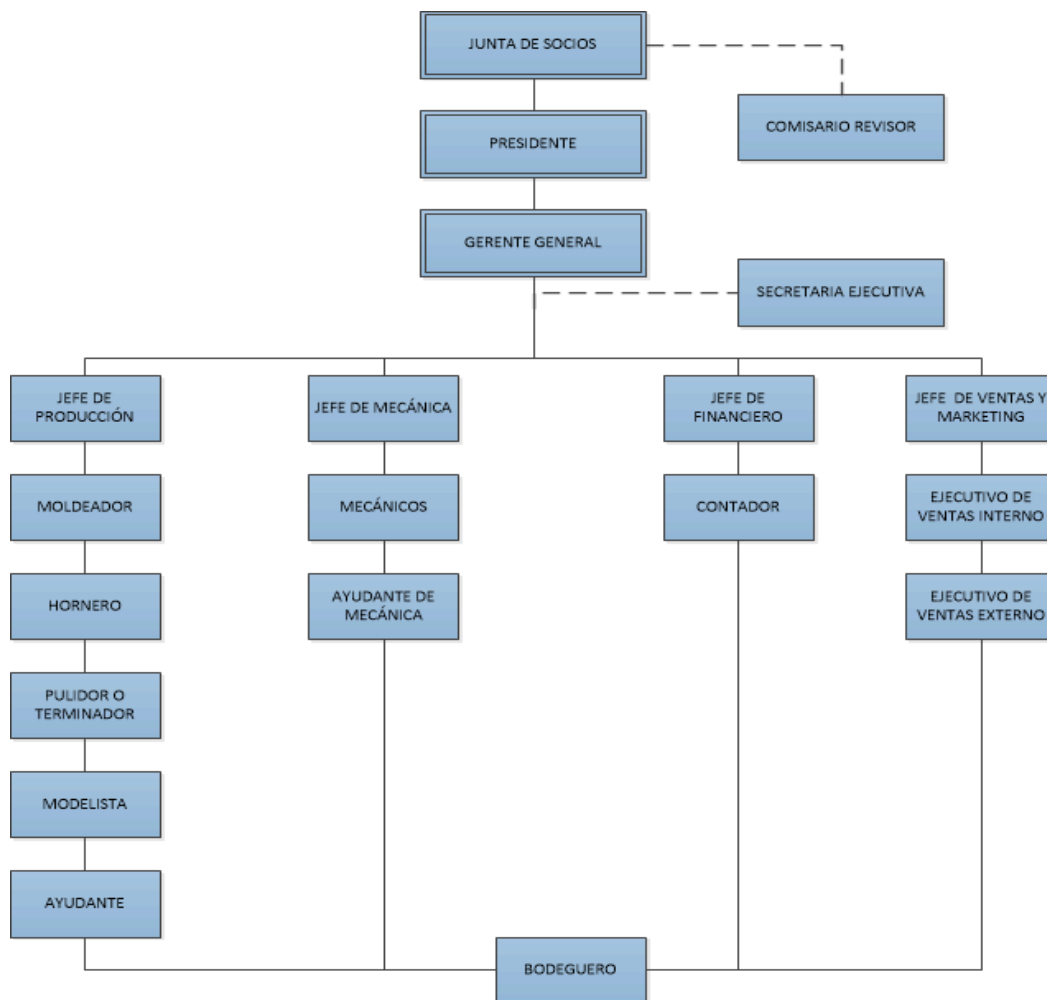 JUNTA DE SOCIOS
COMISARIO REVISOR
PRESIDENTE
GERENTE GENERAL
SECRETARIA EJECUTIVA
JEFE DE
PRODUCCIÓN
JEFE DE MECÁNICA
JEFE DE
FINANCIERO
JEFE DE VENTAS Y
MARKETING
MOLDEADOR
MECÁNICOS
CONTADOR
EJECUTIVO DE
VENTAS INTERNO
HORNERO
AYUDANTE DE
MECÁNICA
EJECUTIVO DE
VENTAS EXTERNO
PULIDOR O
TERMINADOR
MODELISTA
AYUDANTE
BODEGUERO